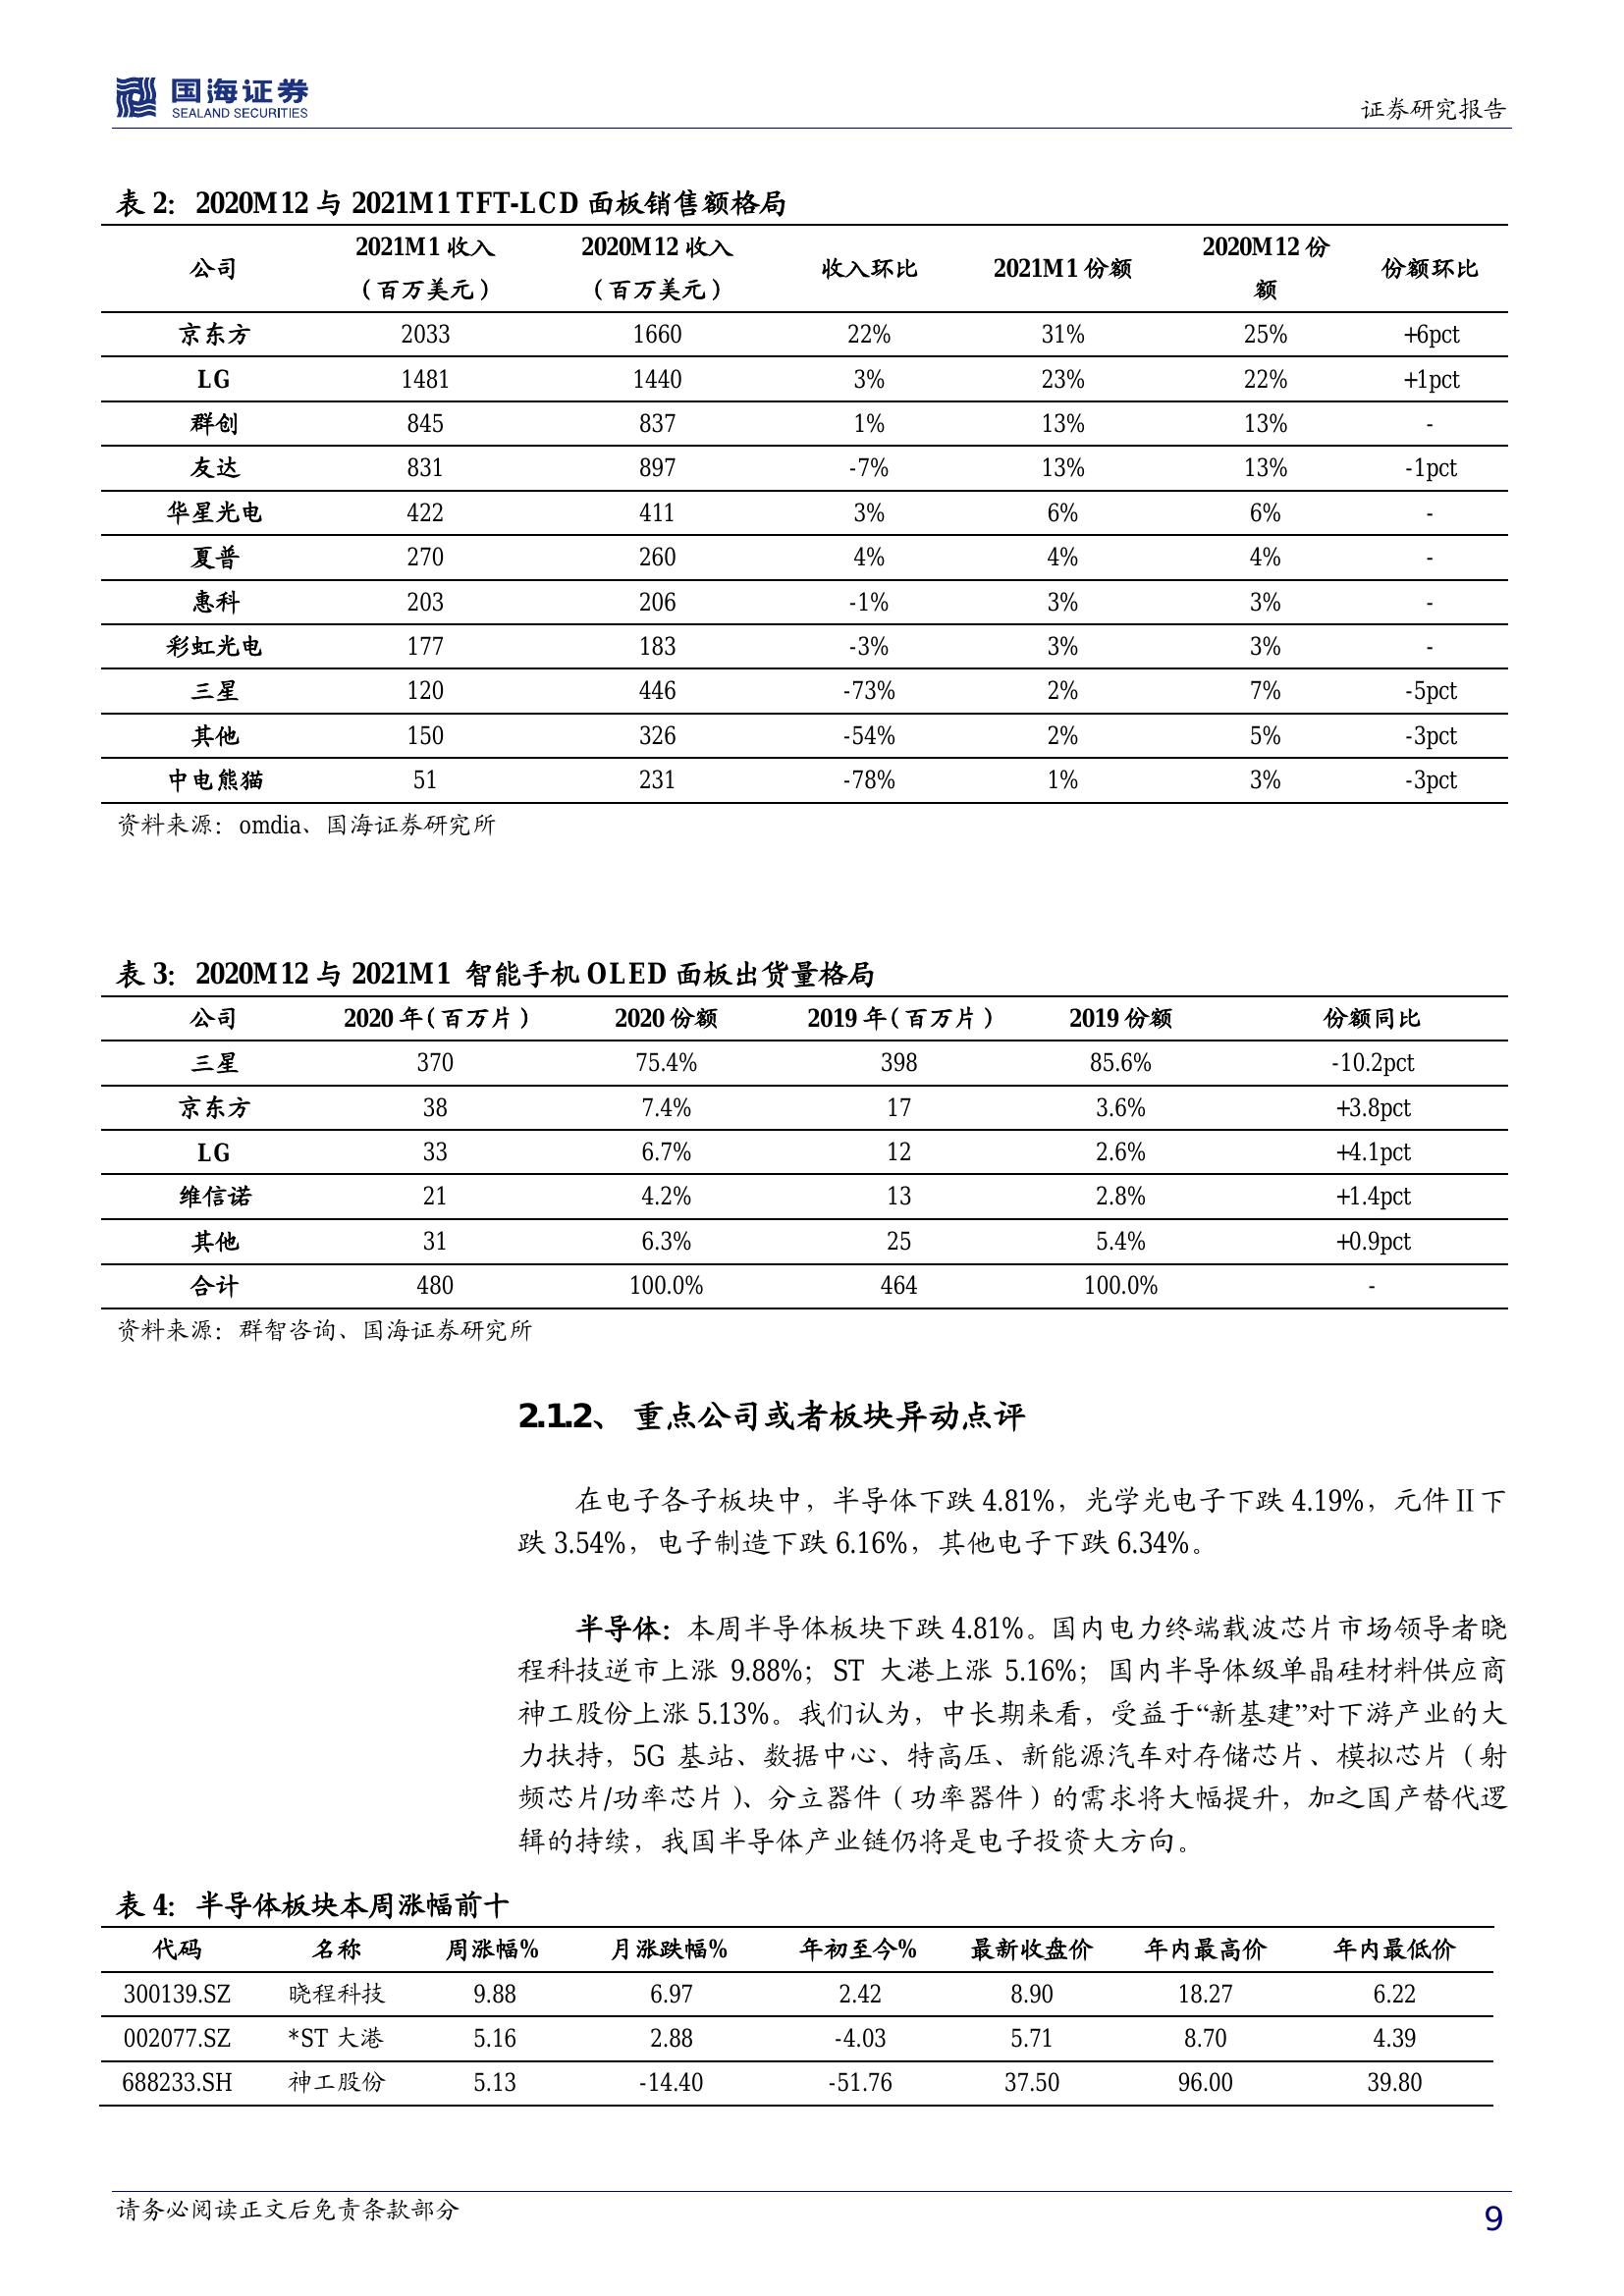 国海证券
SEALAND SECURITIES
证券研究报告
表 2：2020M12 与 2021M1 TFT-LCD 面板销售额格局
公司 2021M1 收入（百万美元） 2020M12 收入（百万美元） 收入环比 2021M1 份额 2020M12 份额 份额环比
京东方 2033 1660 22% 31% 25% +6pct
LG 1481 1440 3% 23% 22% +1pct
群创 845 837 1% 13% 13% -
友达 831 897 -7% 13% 13% -1pct
华星光电 422 411 3% 6% 6% -
夏普 270 260 4% 4% 4% -
惠科 203 206 -1% 3% 3% -
彩虹光电 177 183 -3% 3% 3% -
三星 120 446 -73% 2% 7% -5pct
其他 150 326 -54% 2% 5% -3pct
中电熊猫 51 231 -78% 1% 3% -3pct
资料来源：omdia、国海证券研究所
表 3：2020M12 与 2021M1 智能手机 OLED 面板出货量格局
公司 2020 年（百万片） 2020 份额 2019 年（百万片） 2019 份额 份额同比
三星 370 75.4% 398 85.6% -10.2pct
京东方 38 7.4% 17 3.6% +3.8pct
LG 33 6.7% 12 2.6% +4.1pct
维信诺 21 4.2% 13 2.8% +1.4pct
其他 31 6.3% 25 5.4% +0.9pct
合计 480 100.0% 464 100.0% -
资料来源：群智咨询、国海证券研究所
2.1.2、 重点公司或者板块异动点评
在电子各子板块中，半导体下跌 4.81%，光学光电子下跌 4.19%，元件 II 下
跌 3.54%，电子制造下跌 6.16%，其他电子下跌 6.34%。
半导体：本周半导体板块下跌 4.81%。国内电力终端载波芯片市场领导者晓
程科技逆市上涨 9.88%；ST 大港上涨 5.16%；国内半导体级单晶硅材料供应商
神工股份上涨 5.13%。我们认为，中长期来看，受益于“新基建”对下游产业的大
力扶持，5G 基站、数据中心、特高压、新能源汽车对存储芯片、模拟芯片（射
频芯片/功率芯片）、分立器件（功率器件）的需求将大幅提升，加之国产替代逻
辑的持续，我国半导体产业链仍将是电子投资大方向。
表 4：半导体板块本周涨幅前十
代码 名称 周涨幅% 月涨跌幅% 年初至今% 最新收盘价 年内最高价 年内最低价
300139.SZ 晓程科技 9.88 6.97 2.42 8.90 18.27 6.22
002077.SZ *ST 大港 5.16 2.88 -4.03 5.71 8.70 4.39
688233.SH 神工股份 5.13 -14.40 -51.76 37.50 96.00 39.80
请务必阅读正文后免责条款部分
9